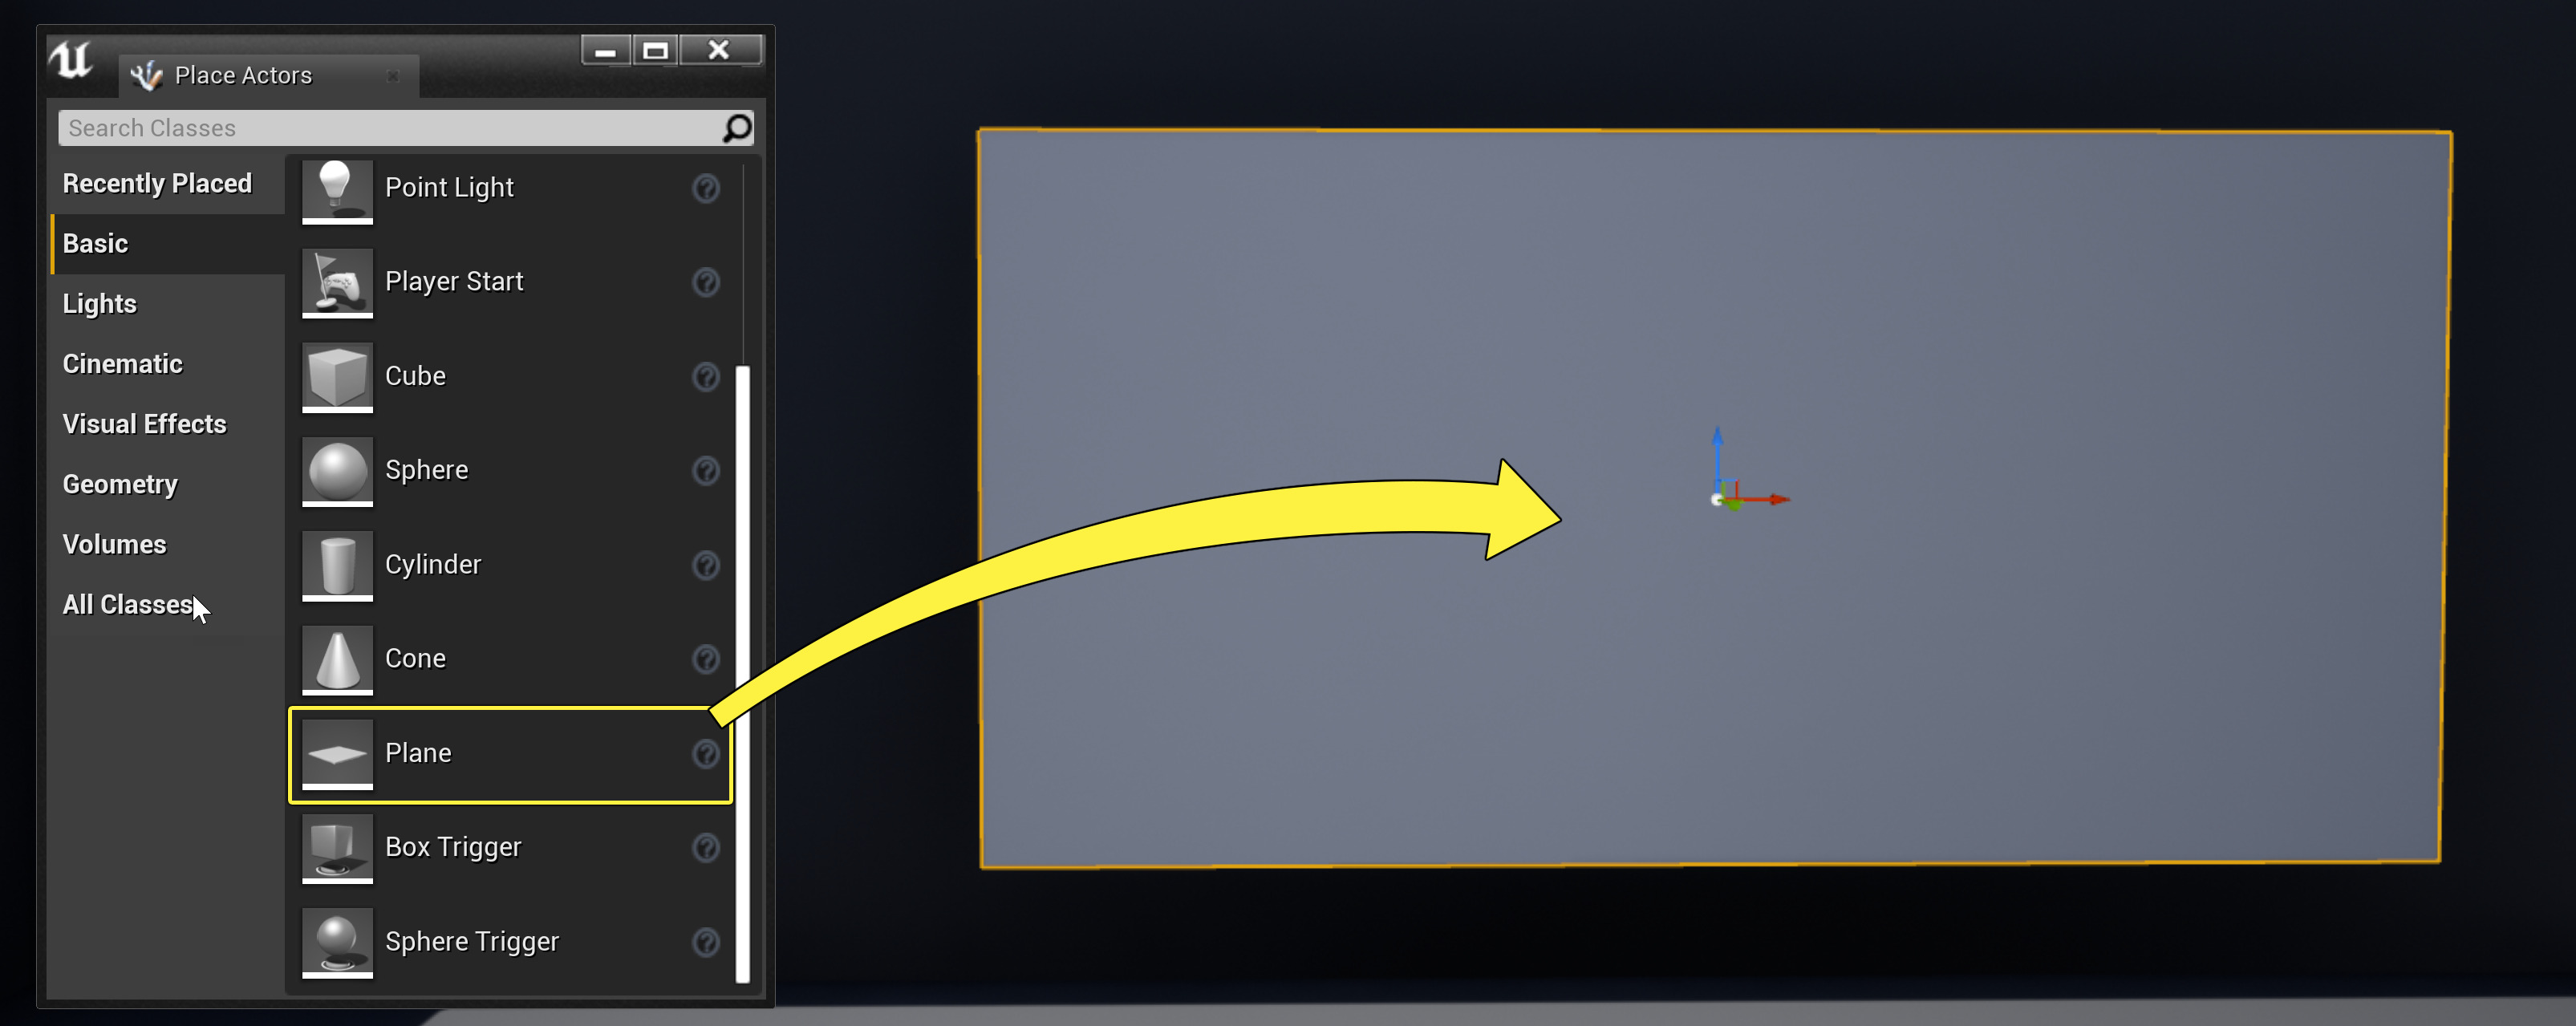 Place Actors
Search Classes
Recently Placed
Basic
Lights
Cinematic
Visual Effects
Geometry
Volumes
All Classes
Point Light
Player Start
Cube
Sphere
Cylinder
Cone
Plane
Box Trigger
Sphere Trigger